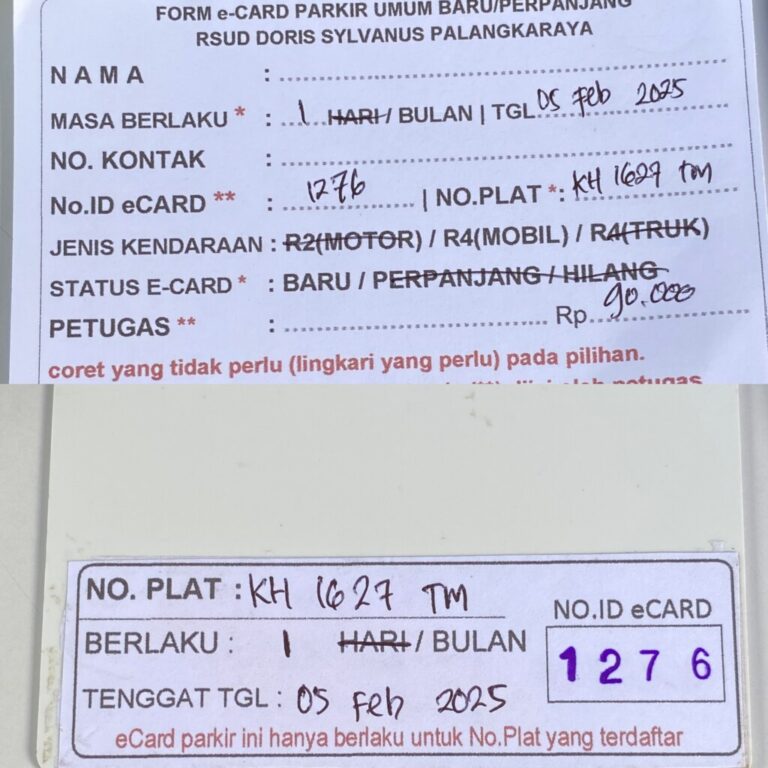 FORM e-CARD PARKIR UMUM BARU/PERPANJANG
RSUD DORIS SYLVANUS PALANGKARAYA
NAMA :
MASA BERLAKU * : 1 HARI / BULAN | TGL 05 Feb 2025
NO. KONTAK :
No.ID eCARD ** : 1276 | NO.PLAT *: KH 1627 TM
JENIS KENDARAAN : R2(MOTOR) / R4(MOBIL) / R4(TRUK)
STATUS E-CARD * : BARU / PERPANJANG / HILANG
PETUGAS ** : Rp. 90.000
coret yang tidak perlu (lingkari yang perlu) pada pilihan.
petugas
NO. PLAT : KH 1627 TM
BERLAKU : 1 HARI / BULAN
TENGGAT TGL : 05 Feb 2025
NO.ID eCARD
1276
eCard parkir ini hanya berlaku untuk No.Plat yang terdaftar